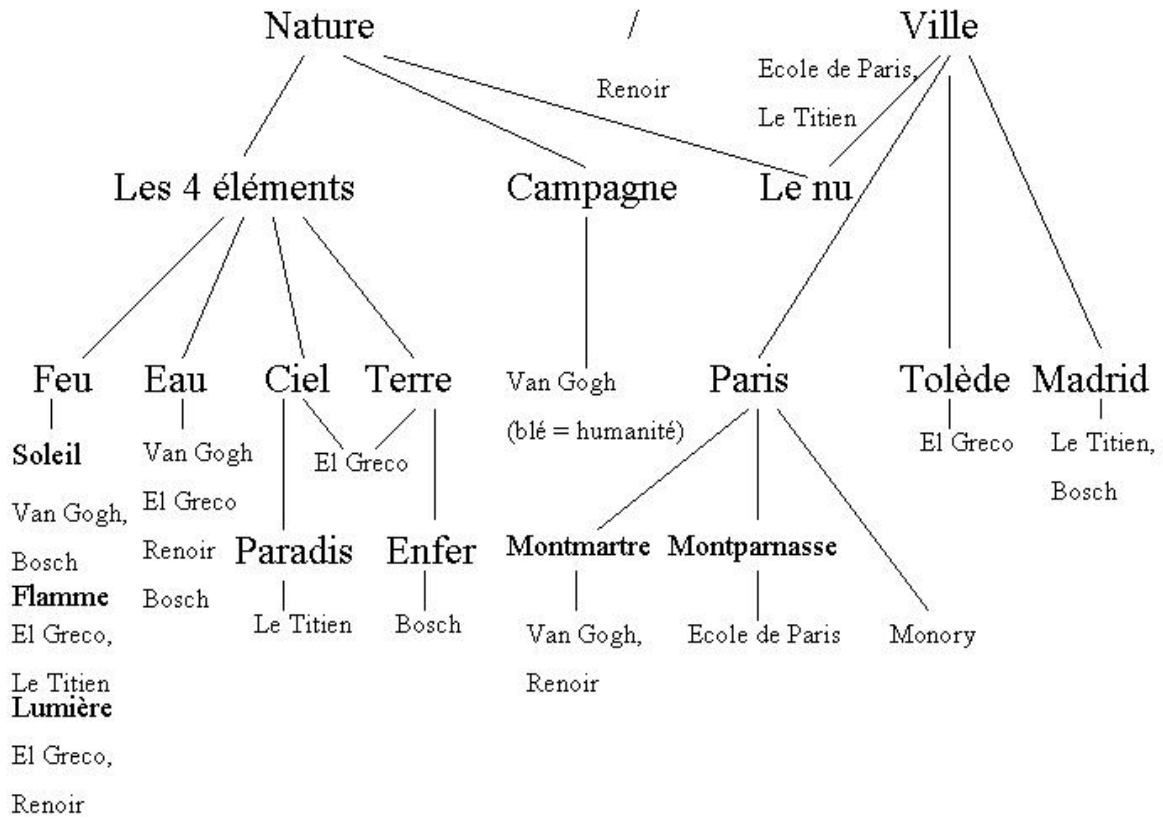 Nature / Ville
Ecole de Paris,
Renoir
Le Titien
Les 4 éléments Campagne Le nu
Feu Eau Ciel Terre Van Gogh Paris Tolède Madrid
(blé = humanité)
Soleil Van Gogh El Greco El Greco Le Titien,
Van Gogh, El Greco Bosch
Bosch Renoir Paradis Enfer Montmartre Montparnasse
Flamme Bosch
El Greco, Le Titien Bosch Van Gogh, Ecole de Paris Monory
Le Titien Renoir
Lumière
El Greco,
Renoir